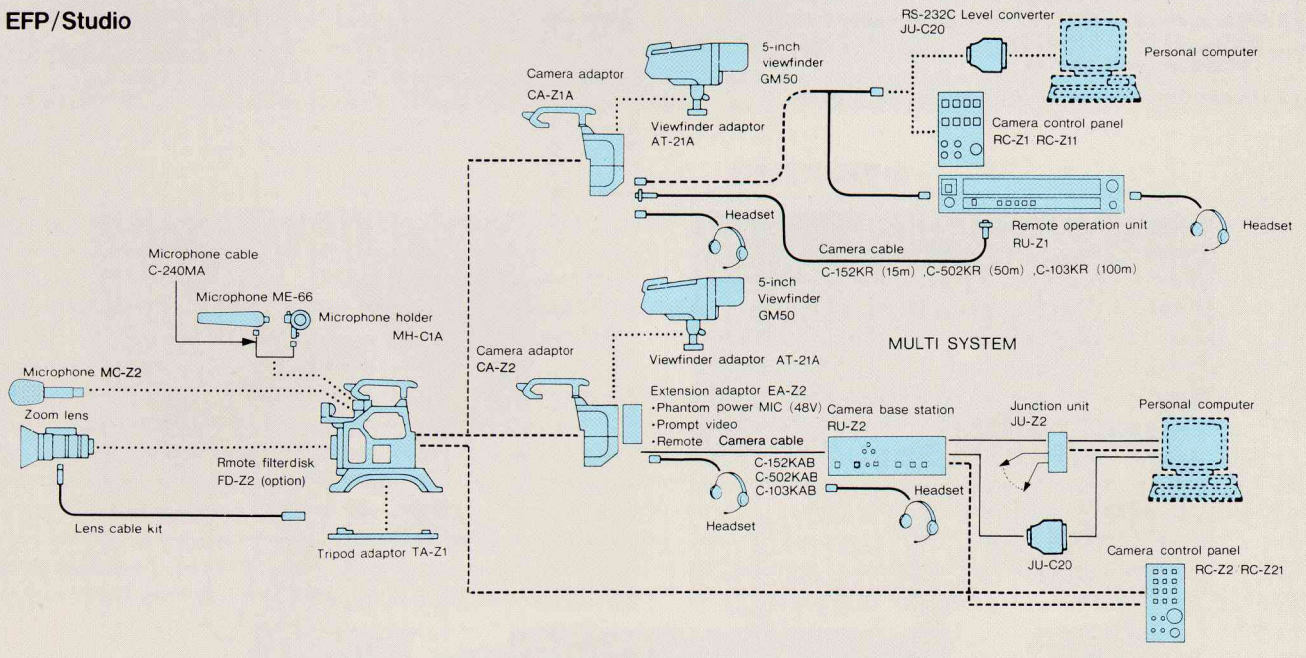 EFP/Studio
RS-232C Level converter
JU-C20
Personal computer
5-inch
viewfinder
GM50
Camera adaptor
CA-Z1A
Viewfinder adaptor
AT-21A
Camera control panel
RC-Z1 RC-Z11
Headset
Remote operation unit
RU-Z1
Headset
Camera cable
C-152KR (15m) ,C-502KR (50m) ,C-103KR (100m)
Microphone cable
C-240MA
Microphone ME-66
Microphone holder
MH-C1A
5-inch
Viewfinder
GM50
MULTI SYSTEM
Camera adaptor
CA-Z2
Viewfinder adaptor AT-21A
Microphone MC-Z2
Zoom lens
Extension adaptor EA-Z2
•Phantom power MIC (48V)
•Prompt video
•Remote
Camera cable
C-152KAB
C-502KAB
C-103KAB
Camera base station
RU-Z2
Junction unit
JU-Z2
Personal computer
Rmote filterdisk
FD-Z2 (option)
Headset
Headset
Lens cable kit
Tripod adaptor TA-Z1
JU-C20
Camera control panel
RC-Z2 RC-Z21